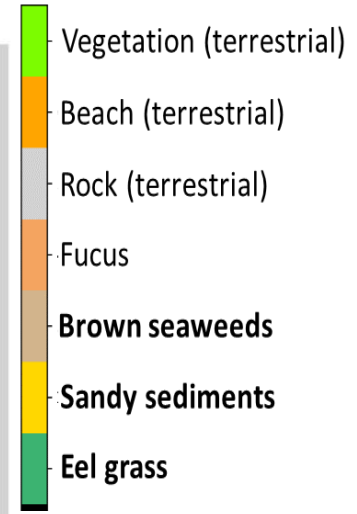 Vegetation (terrestrial)
Beach (terrestrial)
Rock (terrestrial)
Fucus
Brown seaweeds
Sandy sediments
Eel grass